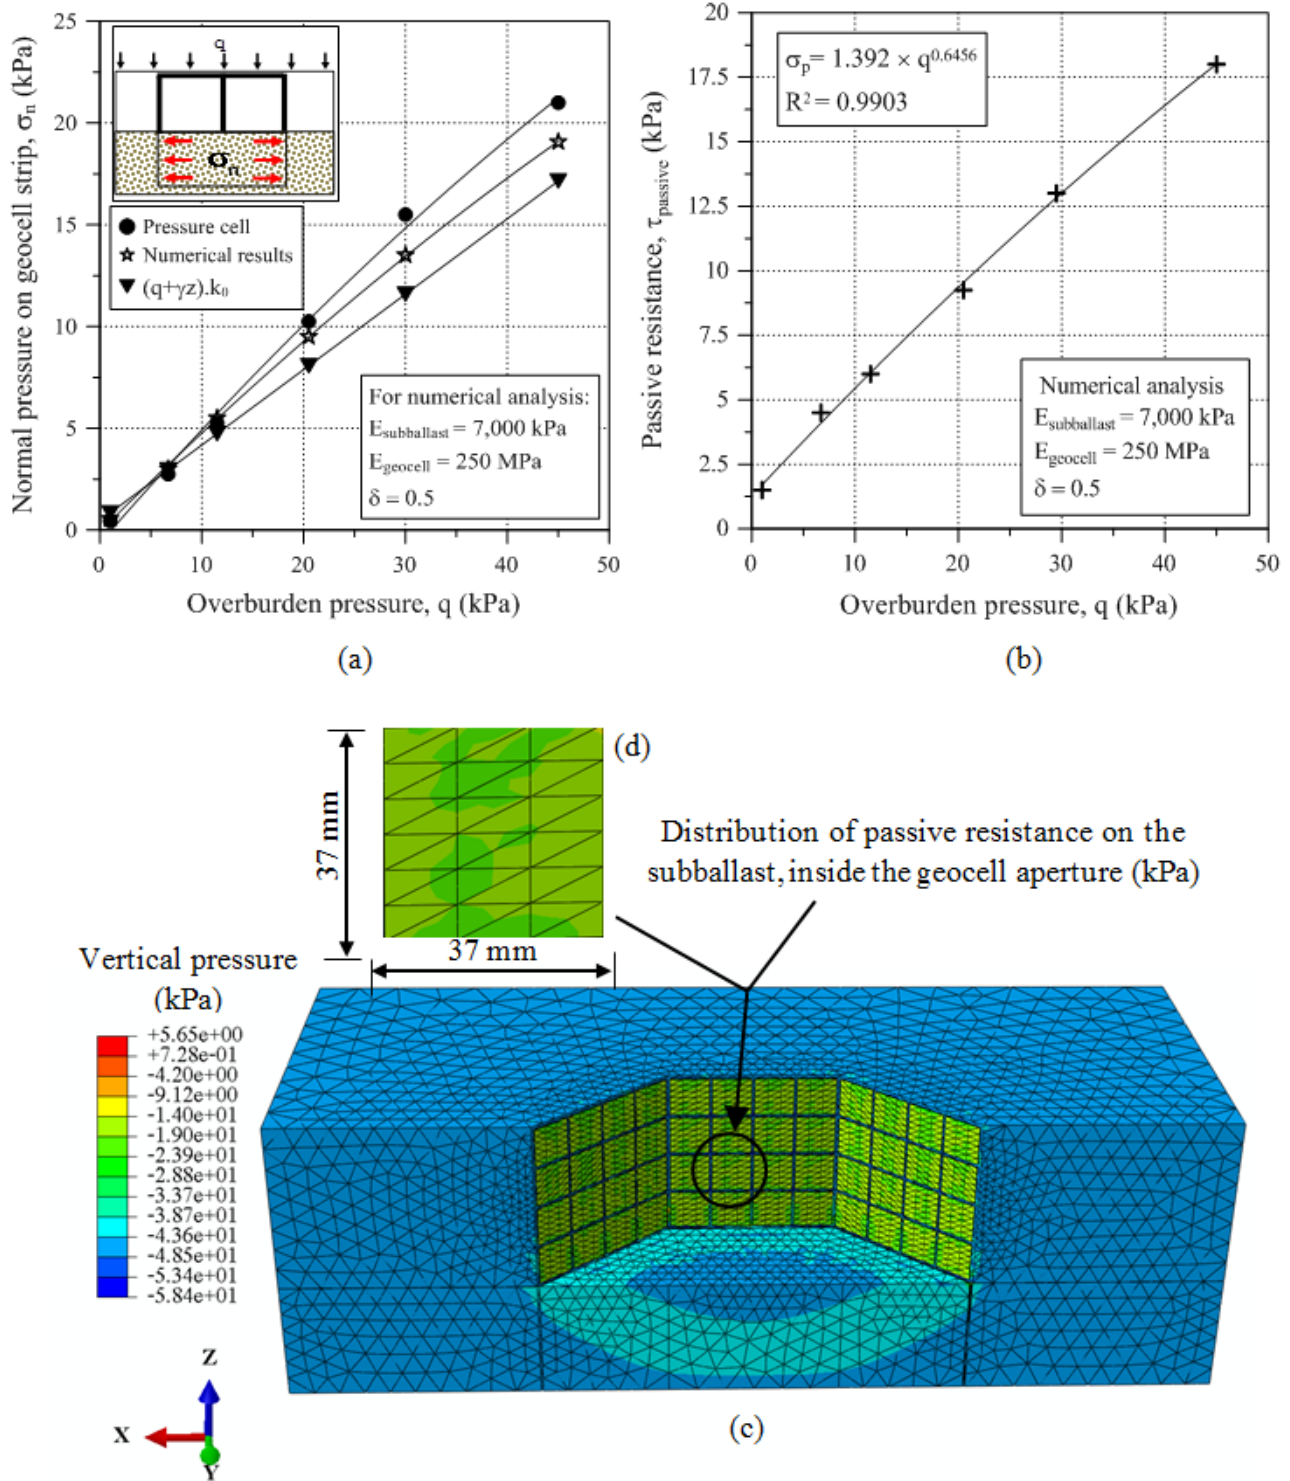 25
20
15
10
5
0
Normal pressure on geocell strip, σn (kPa)
q
σn
Pressure cell
Numerical results
(q+γz).k0
For numerical analysis:
Esubballast = 7,000 kPa
Egeocell = 250 MPa
δ = 0.5
0 10 20 30 40 50
Overburden pressure, q (kPa)
(a)
20
17.5
15
12.5
10
7.5
5
2.5
0
Passive resistance, τpassive (kPa)
σp= 1.392 × q^0.6456
R² = 0.9903
Numerical analysis
Esubballast = 7,000 kPa
Egeocell = 250 MPa
δ = 0.5
0 10 20 30 40 50
Overburden pressure, q (kPa)
(b)
(d)
37 mm
37 mm
Distribution of passive resistance on the
subballast, inside the geocell aperture (kPa)
Vertical pressure
(kPa)
+5.65e+00
+7.28e-01
-4.20e+00
-9.12e+00
-1.40e+01
-1.90e+01
-2.39e+01
-2.88e+01
-3.37e+01
-3.87e+01
-4.36e+01
-4.85e+01
-5.34e+01
-5.84e+01
Z
X
Y
(c)